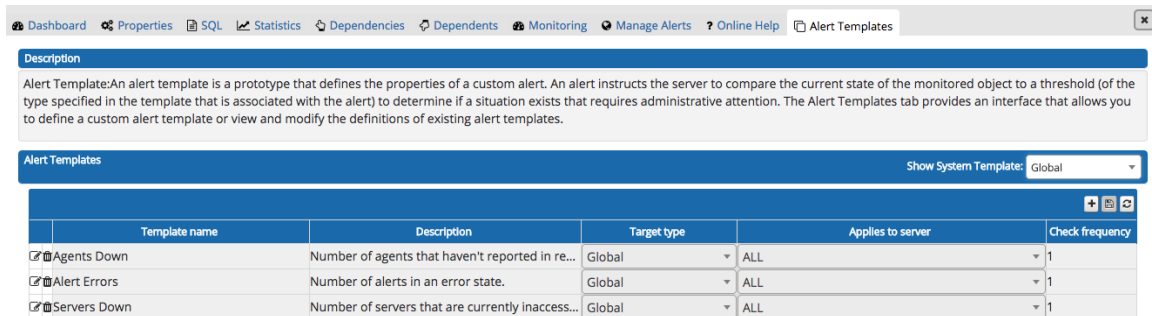 Dashboard Properties SQL Statistics Dependencies Dependents Monitoring Manage Alerts ? Online Help Alert Templates
Description
Alert Template:An alert template is a prototype that defines the properties of a custom alert. An alert instructs the server to compare the current state of the monitored object to a threshold (of the
type specified in the template that is associated with the alert) to determine if a situation exists that requires administrative attention. The Alert Templates tab provides an interface that allows you
to define a custom alert template or view and modify the definitions of existing alert templates.
Alert Templates Show System Template: Global
Template name Description Target type Applies to server Check frequency
Agents Down Number of agents that haven't reported in re... Global ALL 1
Alert Errors Number of alerts in an error state. Global ALL 1
Servers Down Number of servers that are currently inaccess... Global ALL 1